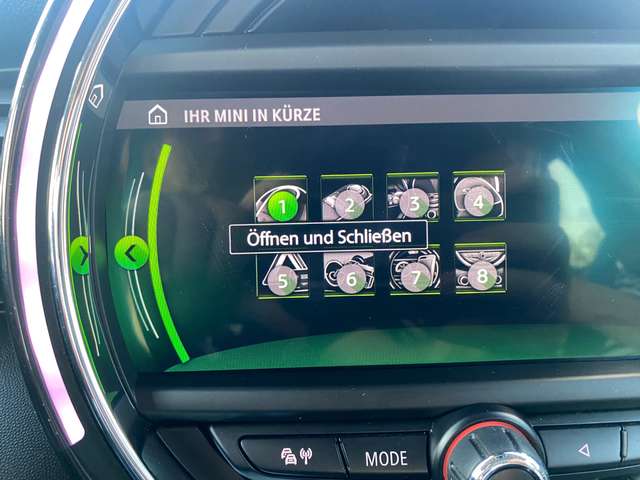 IHR MINI IN KÜRZE
1 2 3 4
Öffnen und Schließen
5 6 7 8
MODE